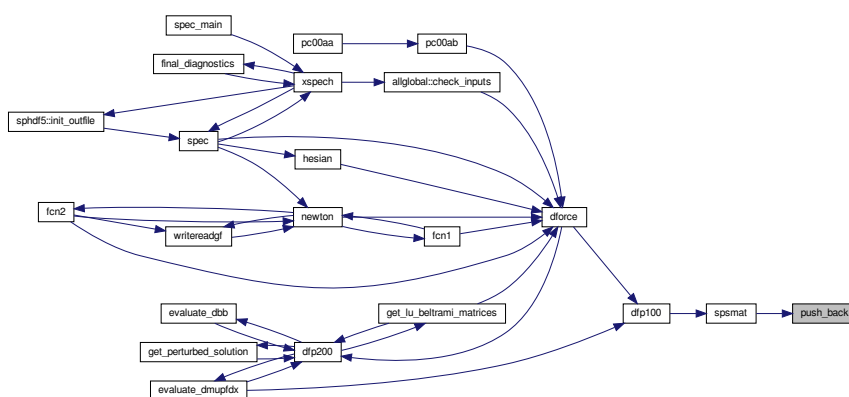 spec_main
pc00aa
pc00ab
final_diagnostics
xspech
allglobal::check_inputs
sphdf5::init_outfile
spec
hesian
fcn2
newton
dforce
writereadgf
fcn1
evaluate_dbb
get_lu_beltrami_matrices
dfp100
spsmat
push_back
get_perturbed_solution
dfp200
evaluate_dmupfdx